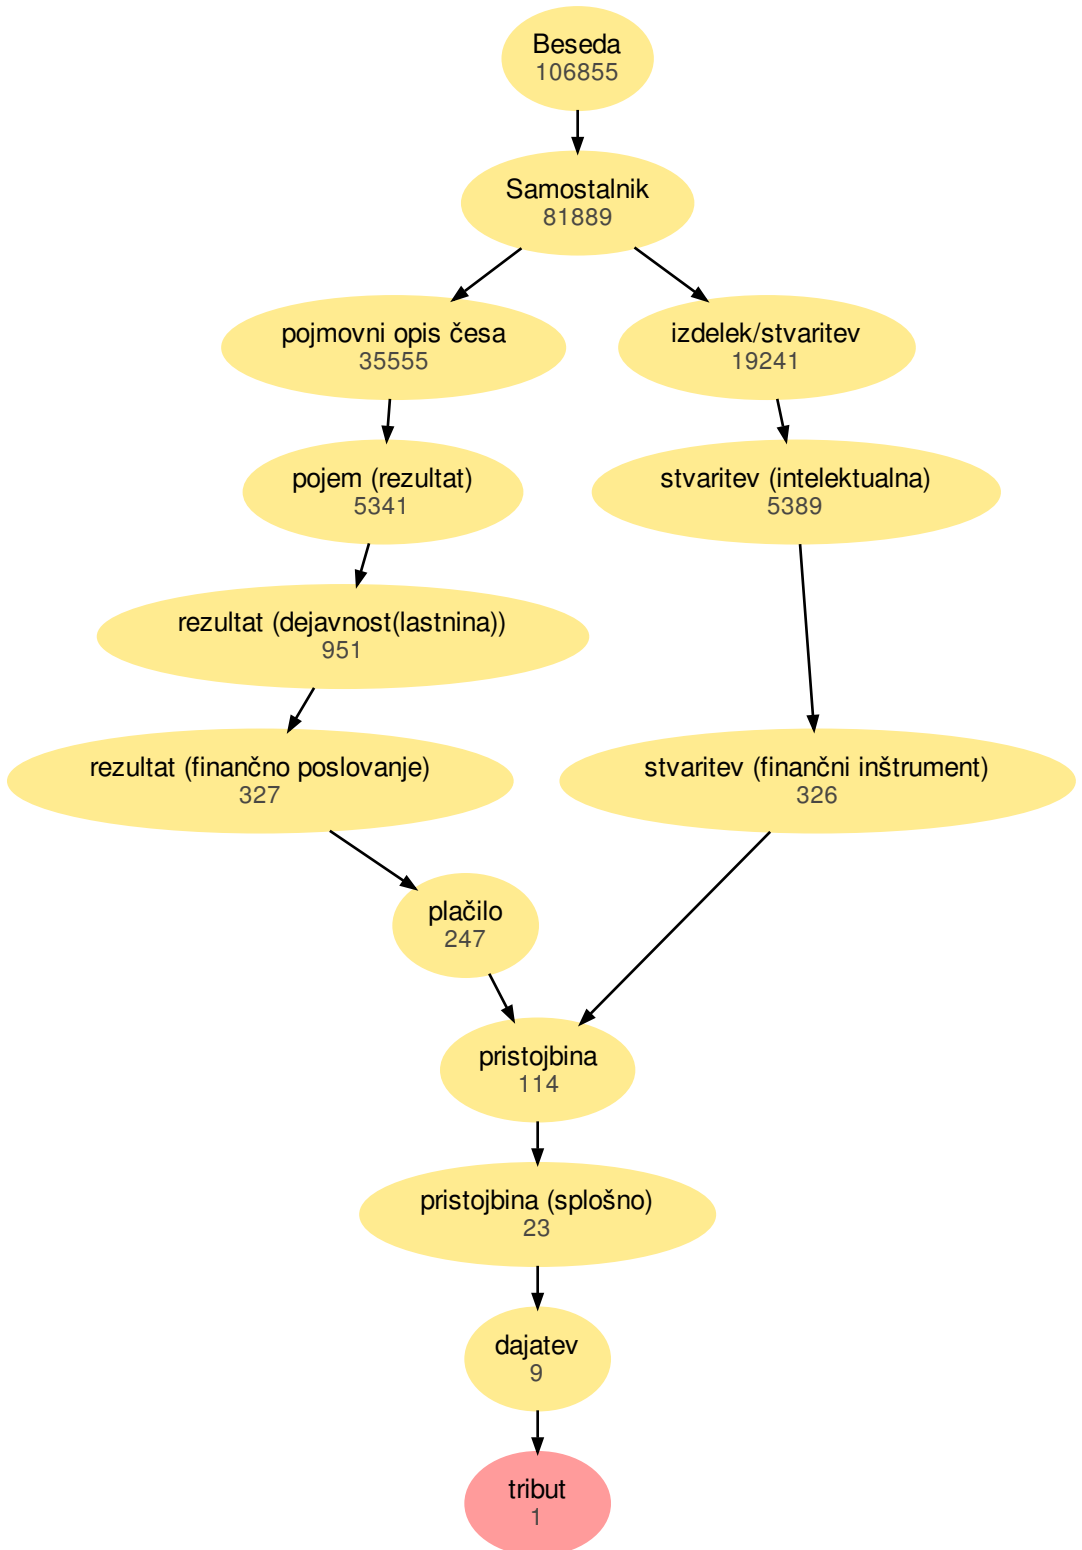 Beseda
106855
Samostalnik
81889
pojmovni opis česa
35555
izdelek/stvaritev
19241
pojem (rezultat)
5341
stvaritev (intelektualna)
5389
rezultat (dejavnost(lastnina))
951
rezultat (finančno poslovanje)
327
stvaritev (finančni inštrument)
326
plačilo
247
pristojbina
114
pristojbina (splošno)
23
dajatev
9
tribut
1